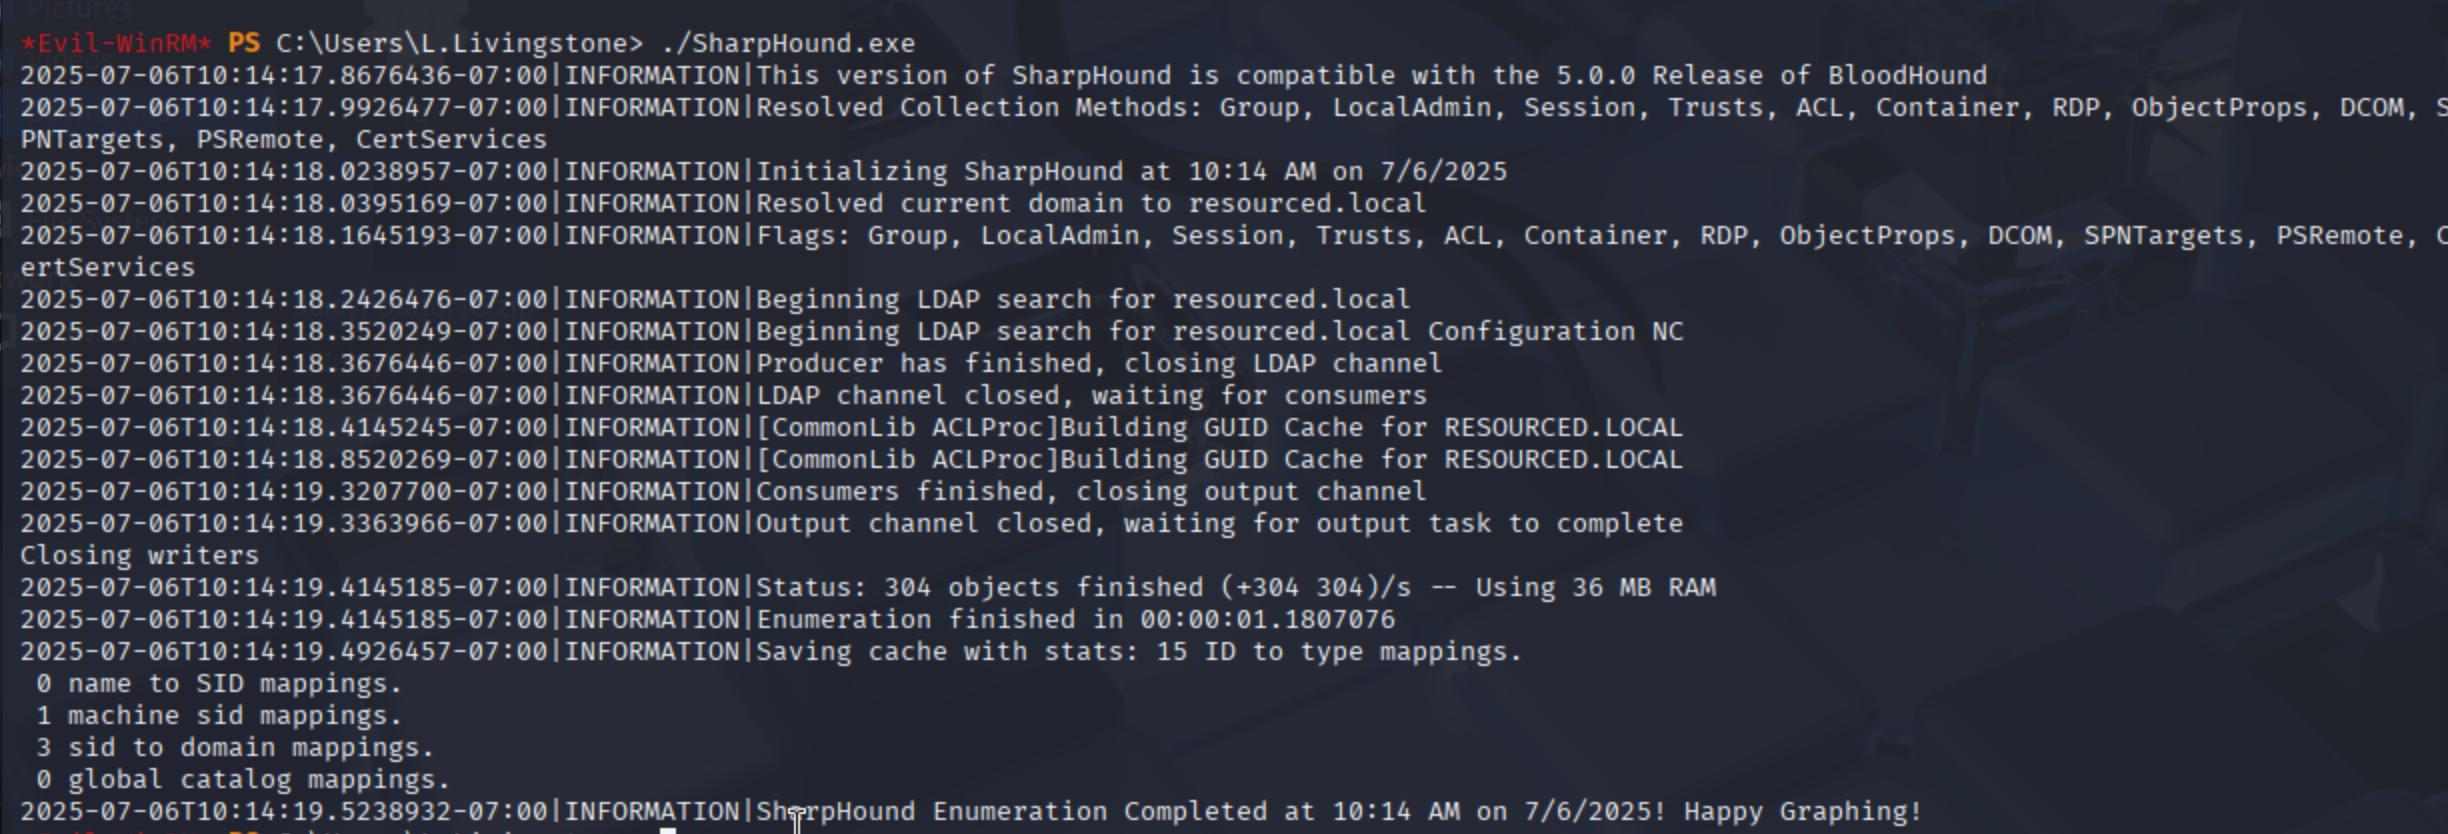 Pictures
*Evil-WinRM* PS C:\Users\L.Livingstone> ./SharpHound.exe
2025-07-06T10:14:17.8676436-07:00|INFORMATION|This version of SharpHound is compatible with the 5.0.0 Release of BloodHound
2025-07-06T10:14:17.9926477-07:00|INFORMATION|Resolved Collection Methods: Group, LocalAdmin, Session, Trusts, ACL, Container, RDP, ObjectProps, DCOM, S
PNTargets, PSRemote, CertServices
2025-07-06T10:14:18.0238957-07:00|INFORMATION|Initializing SharpHound at 10:14 AM on 7/6/2025
2025-07-06T10:14:18.0395169-07:00|INFORMATION|Resolved current domain to resourced.local
2025-07-06T10:14:18.1645193-07:00|INFORMATION|Flags: Group, LocalAdmin, Session, Trusts, ACL, Container, RDP, ObjectProps, DCOM, SPNTargets, PSRemote, C
ertServices
2025-07-06T10:14:18.2426476-07:00|INFORMATION|Beginning LDAP search for resourced.local
2025-07-06T10:14:18.3520249-07:00|INFORMATION|Beginning LDAP search for resourced.local Configuration NC
2025-07-06T10:14:18.3676446-07:00|INFORMATION|Producer has finished, closing LDAP channel
2025-07-06T10:14:18.3676446-07:00|INFORMATION|LDAP channel closed, waiting for consumers
2025-07-06T10:14:18.4145245-07:00|INFORMATION|[CommonLib ACLProc]Building GUID Cache for RESOURCED.LOCAL
2025-07-06T10:14:18.8520269-07:00|INFORMATION|[CommonLib ACLProc]Building GUID Cache for RESOURCED.LOCAL
2025-07-06T10:14:19.3207700-07:00|INFORMATION|Consumers finished, closing output channel
2025-07-06T10:14:19.3363966-07:00|INFORMATION|Output channel closed, waiting for output task to complete
Closing writers
2025-07-06T10:14:19.4145185-07:00|INFORMATION|Status: 304 objects finished (+304 304)/s -- Using 36 MB RAM
2025-07-06T10:14:19.4145185-07:00|INFORMATION|Enumeration finished in 00:00:01.1807076
2025-07-06T10:14:19.4926457-07:00|INFORMATION|Saving cache with stats: 15 ID to type mappings.
 0 name to SID mappings.
 1 machine sid mappings.
 3 sid to domain mappings.
 0 global catalog mappings.
2025-07-06T10:14:19.5238932-07:00|INFORMATION|SharpHound Enumeration Completed at 10:14 AM on 7/6/2025! Happy Graphing!